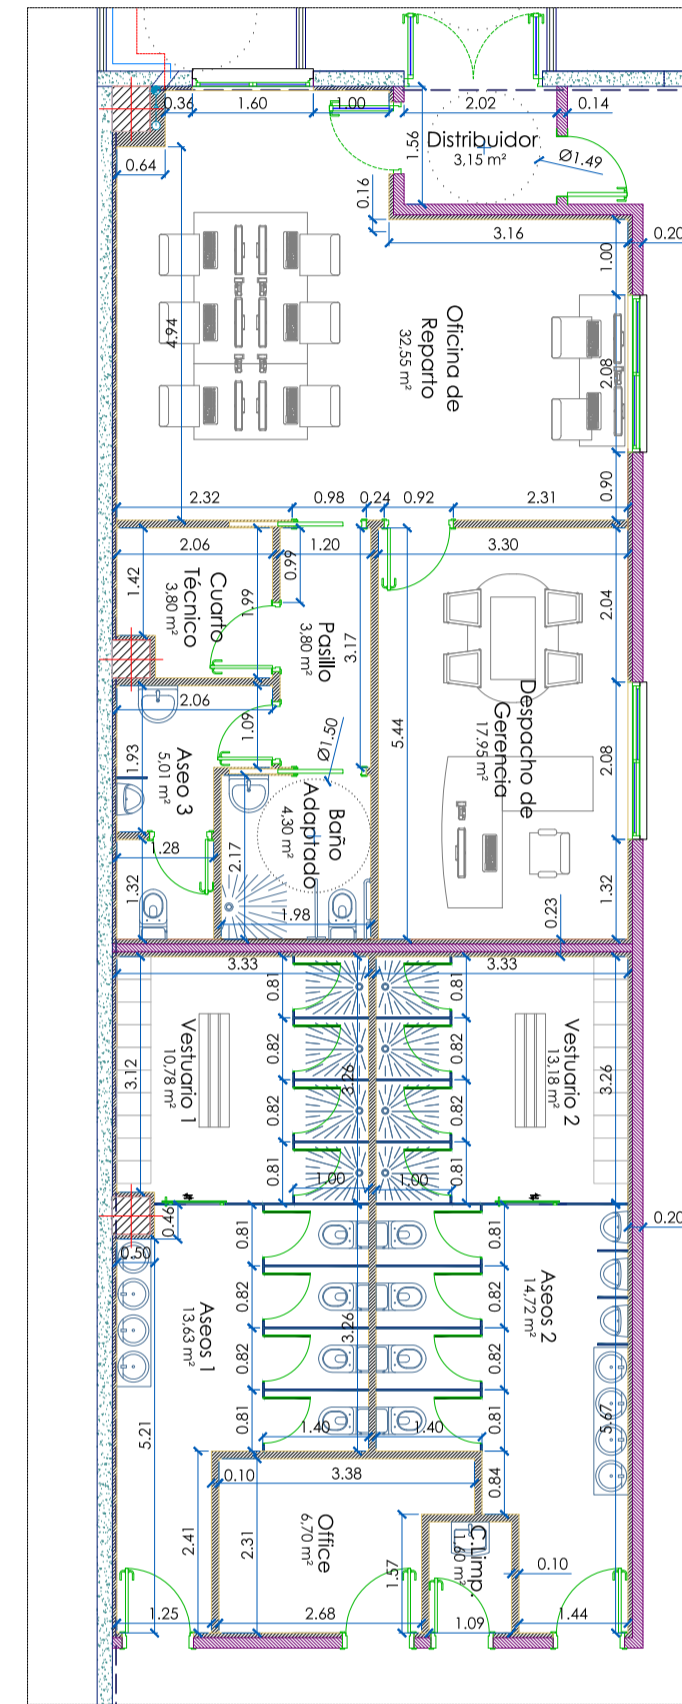 0.36
1.60
1.00
2.02
0.14
Distribuidor
3,15 m²
Ø1.49
1.56
0.64
0.16
3.16
0.20
1.00
4.94
Oficina de
Reparto
32,55 m²
2.08
0.90
2.32
0.98
0.24
0.92
2.31
2.06
1.20
3.30
1.42
Cuarto
Técnico
3,80 m²
1.99
0.99
Pasillo
3,80 m²
3.17
2.04
2.06
1.09
Ø1.50
5.44
Despacho de
Gerencia
17.95 m²
2.08
1.93
Aseo 3
5,01 m²
Baño
Adaptado
4,30 m²
1.28
2.17
1.32
1.98
0.23
1.32
3.33
3.33
0.81
0.81
3.12
Vestuario 1
10,78 m²
0.82
3.26
0.82
Vestuario 2
13,18 m²
3.26
0.82
0.82
0.81
0.81
1.00
1.00
0.46
0.50
0.20
0.81
0.81
Aseos 1
13,63 m²
0.82
3.26
0.82
Aseos 2
14,72 m²
0.82
0.82
5.67
0.81
0.81
1.40
1.40
5.21
0.10
3.38
0.84
2.41
2.31
Office
6,70 m²
1.57
C.Limp.
1,60 m²
0.10
1.25
2.68
1.09
1.44